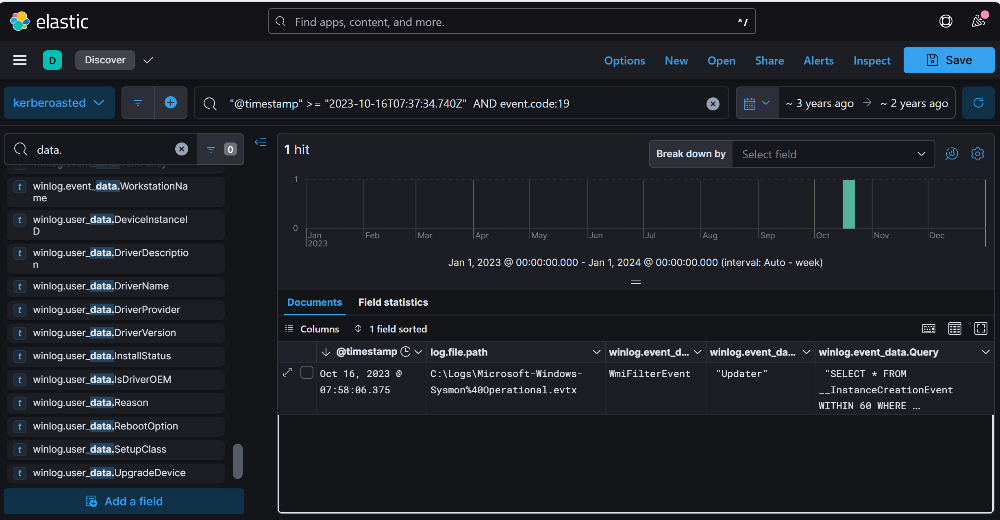 elastic
Find apps, content, and more.
^/
D
Discover
Options
New
Open
Share
Alerts
Inspect
Save
kerberoasted
"@timestamp" >= "2023-10-16T07:37:34.740Z"  AND event.code:19
~ 3 years ago
~ 2 years ago
data.
0
t
winlog.event_data.WorkstationNa
me
t
winlog.user_data.DeviceInstanceI
D
t
winlog.user_data.DriverDescriptio
n
t
winlog.user_data.DriverName
t
winlog.user_data.DriverProvider
t
winlog.user_data.DriverVersion
t
winlog.user_data.InstallStatus
t
winlog.user_data.IsDriverOEM
t
winlog.user_data.Reason
t
winlog.user_data.RebootOption
t
winlog.user_data.SetupClass
t
winlog.user_data.UpgradeDevice
Add a field
1 hit
Break down by
Select field
1
0
Jan
2023
Feb
Mar
Apr
May
Jun
Jul
Aug
Sep
Oct
Nov
Dec
Jan 1, 2023 @ 00:00:00.000 - Jan 1, 2024 @ 00:00:00.000 (interval: Auto - week)
Documents
Field statistics
Columns
1 field sorted
@timestamp
log.file.path
winlog.event_d...
winlog.event_da...
winlog.event_data.Query
Oct 16, 2023 @
07:58:06.375
C:\Logs\Microsoft-Windows-
Sysmon%4Operational.evtx
WmiFilterEvent
"Updater"
"SELECT * FROM
__InstanceCreationEvent
WITHIN 60 WHERE ...